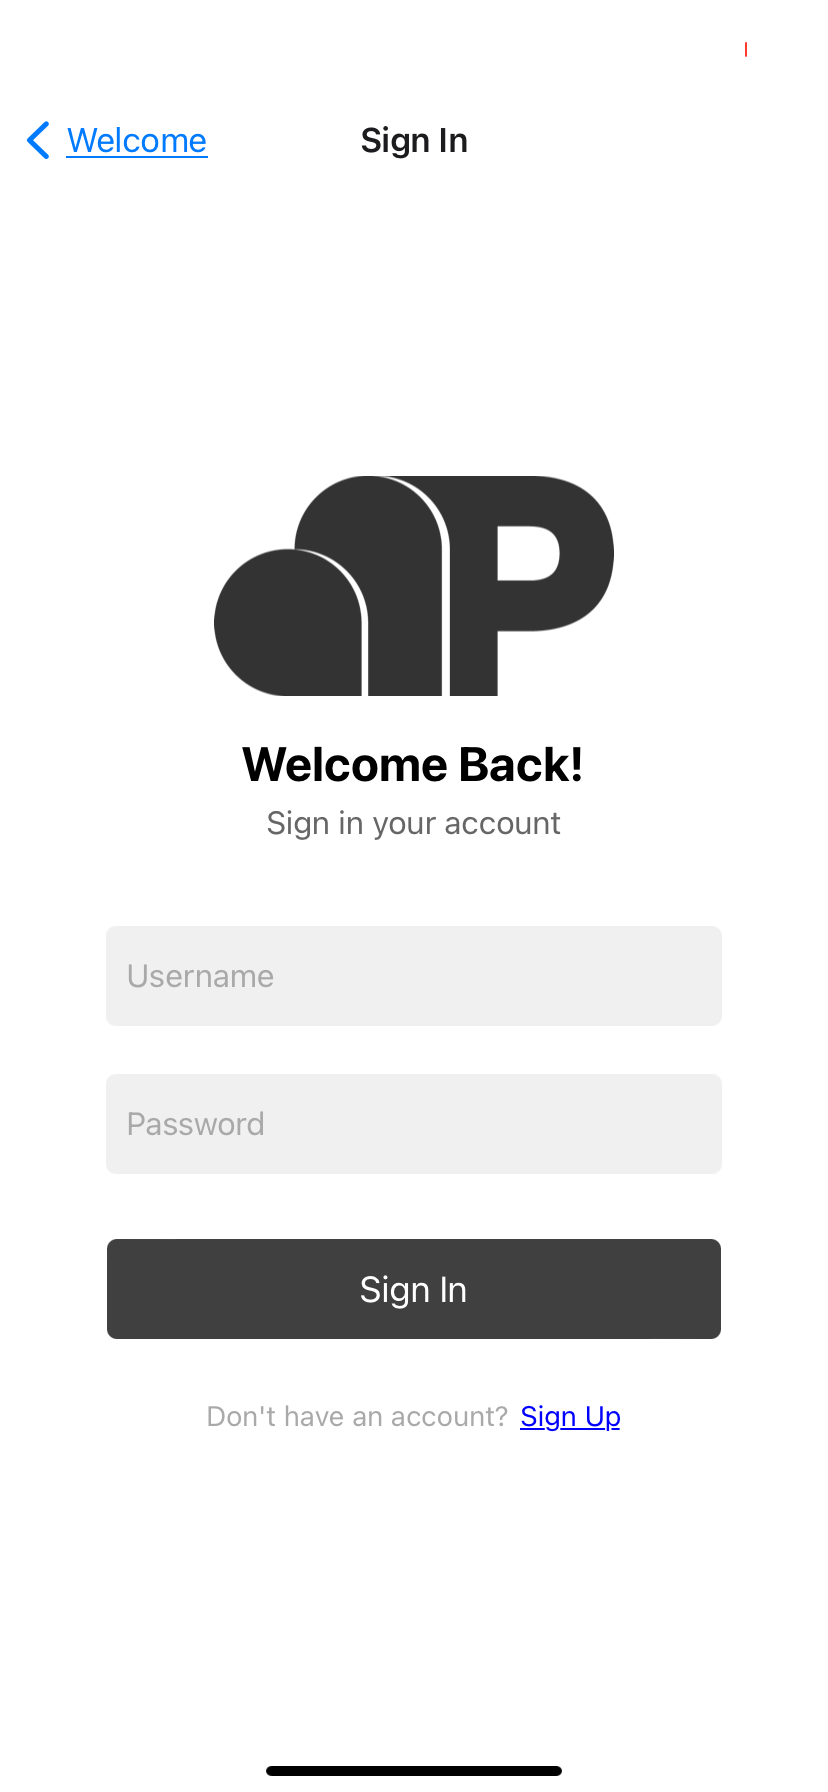 Welcome
Sign In
P
Welcome Back!
Sign in your account
Username
Password
Sign In
Don't have an account? Sign Up